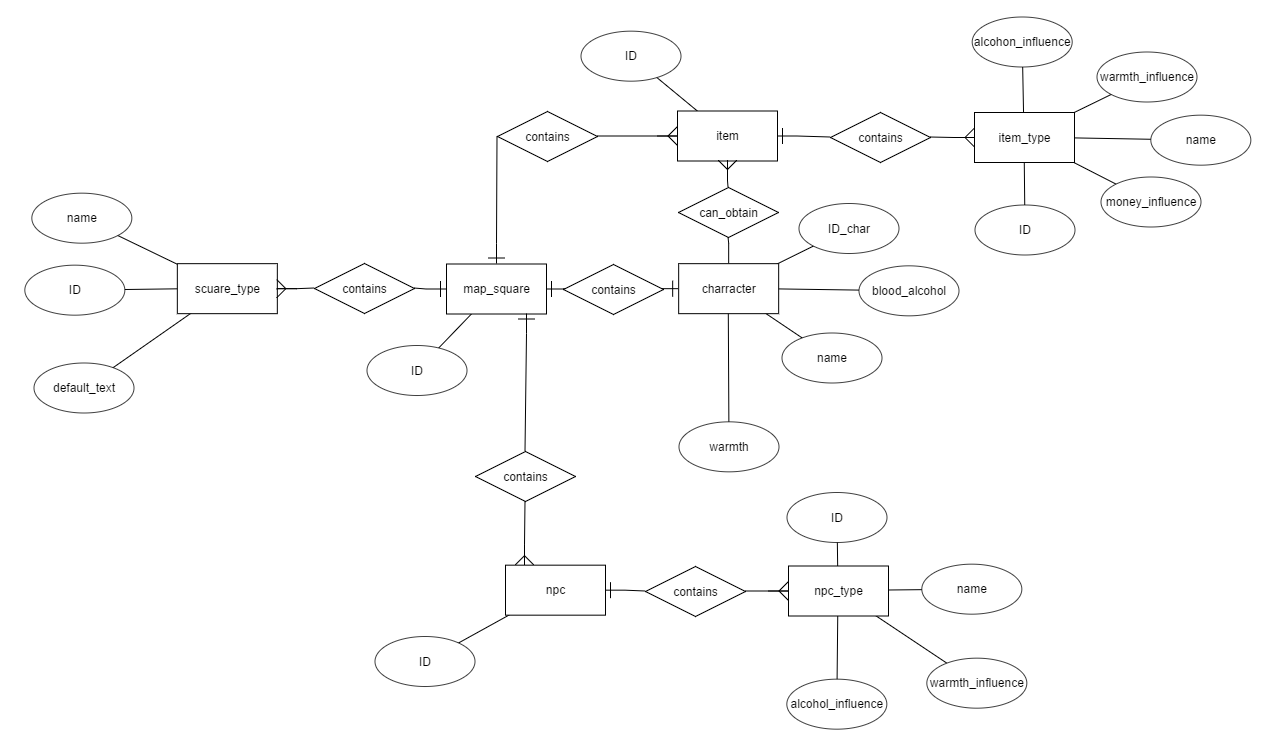 alcohon_influence
ID
warmth_influence
contains
item
contains
item_type
name
money_influence
name
can_obtain
ID_char
ID
ID
scuare_type
contains
map_square
contains
charracter
blood_alcohol
name
ID
default_text
warmth
contains
ID
npc
contains
npc_type
name
ID
warmth_influence
alcohol_influence